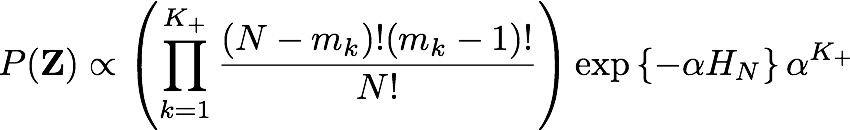 P(\mathbf{Z}) \propto \left( \prod_{k=1}^{K_+} \frac{(N - m_k)!(m_k - 1)!}{N!} \right) \exp \{-\alpha H_N\} \alpha^{K_+}